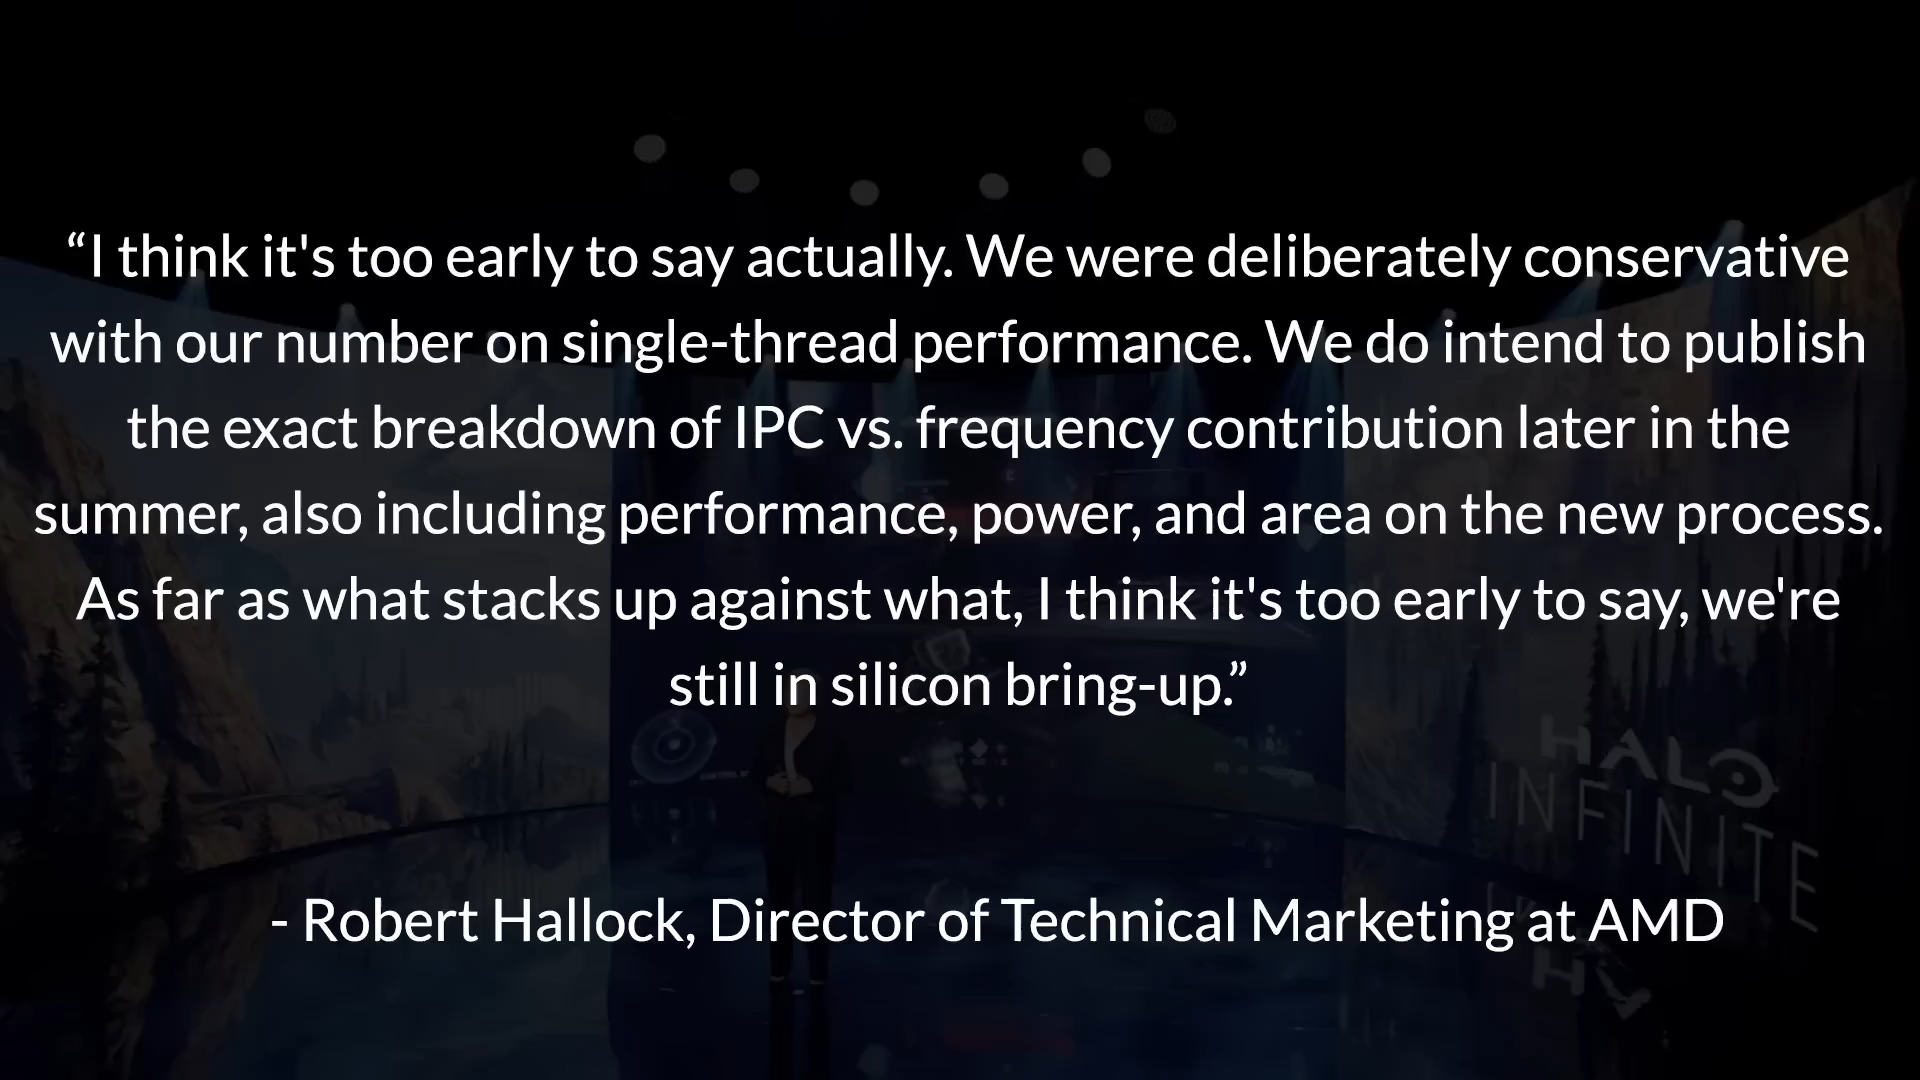 “I think it's too early to say actually. We were deliberately conservative
with our number on single-thread performance. We do intend to publish
the exact breakdown of IPC vs. frequency contribution later in the
summer, also including performance, power, and area on the new process.
As far as what stacks up against what, I think it's too early to say, we're
still in silicon bring-up.”
HALO
INFINITE
- Robert Hallock, Director of Technical Marketing at AMD